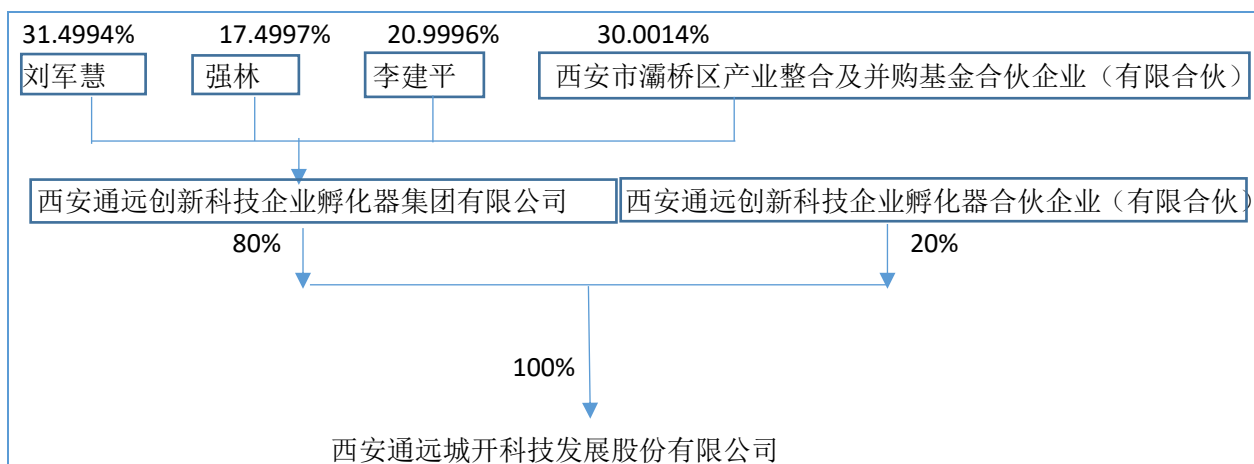 31.4994% 17.4997% 20.9996% 30.0014%
刘军慧 强林 李建平 西安市灞桥区产业整合及并购基金合伙企业（有限合伙）
西安通远创新科技企业孵化器集团有限公司 西安通远创新科技企业孵化器合伙企业（有限合伙）
80% 20%
100%
西安通远城开科技发展股份有限公司